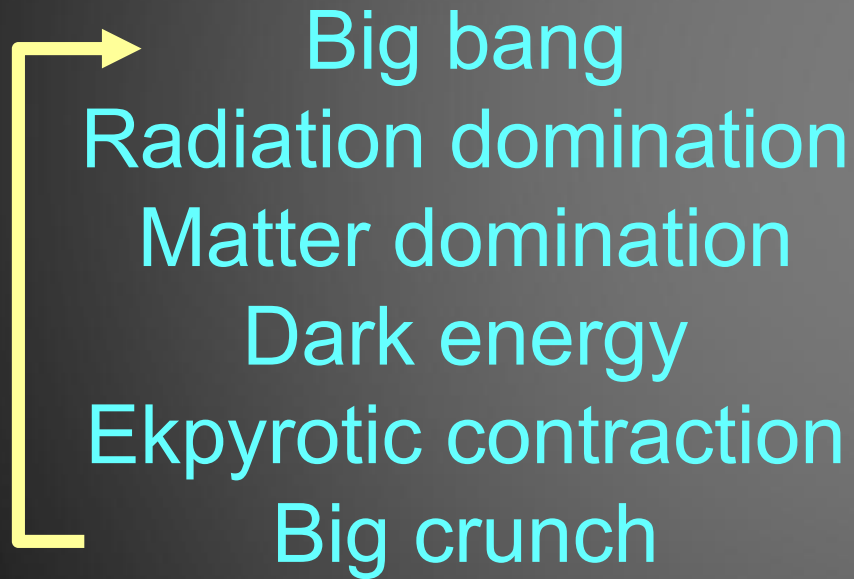 Big bang
Radiation domination
Matter domination
Dark energy
Ekpyrotic contraction
Big crunch